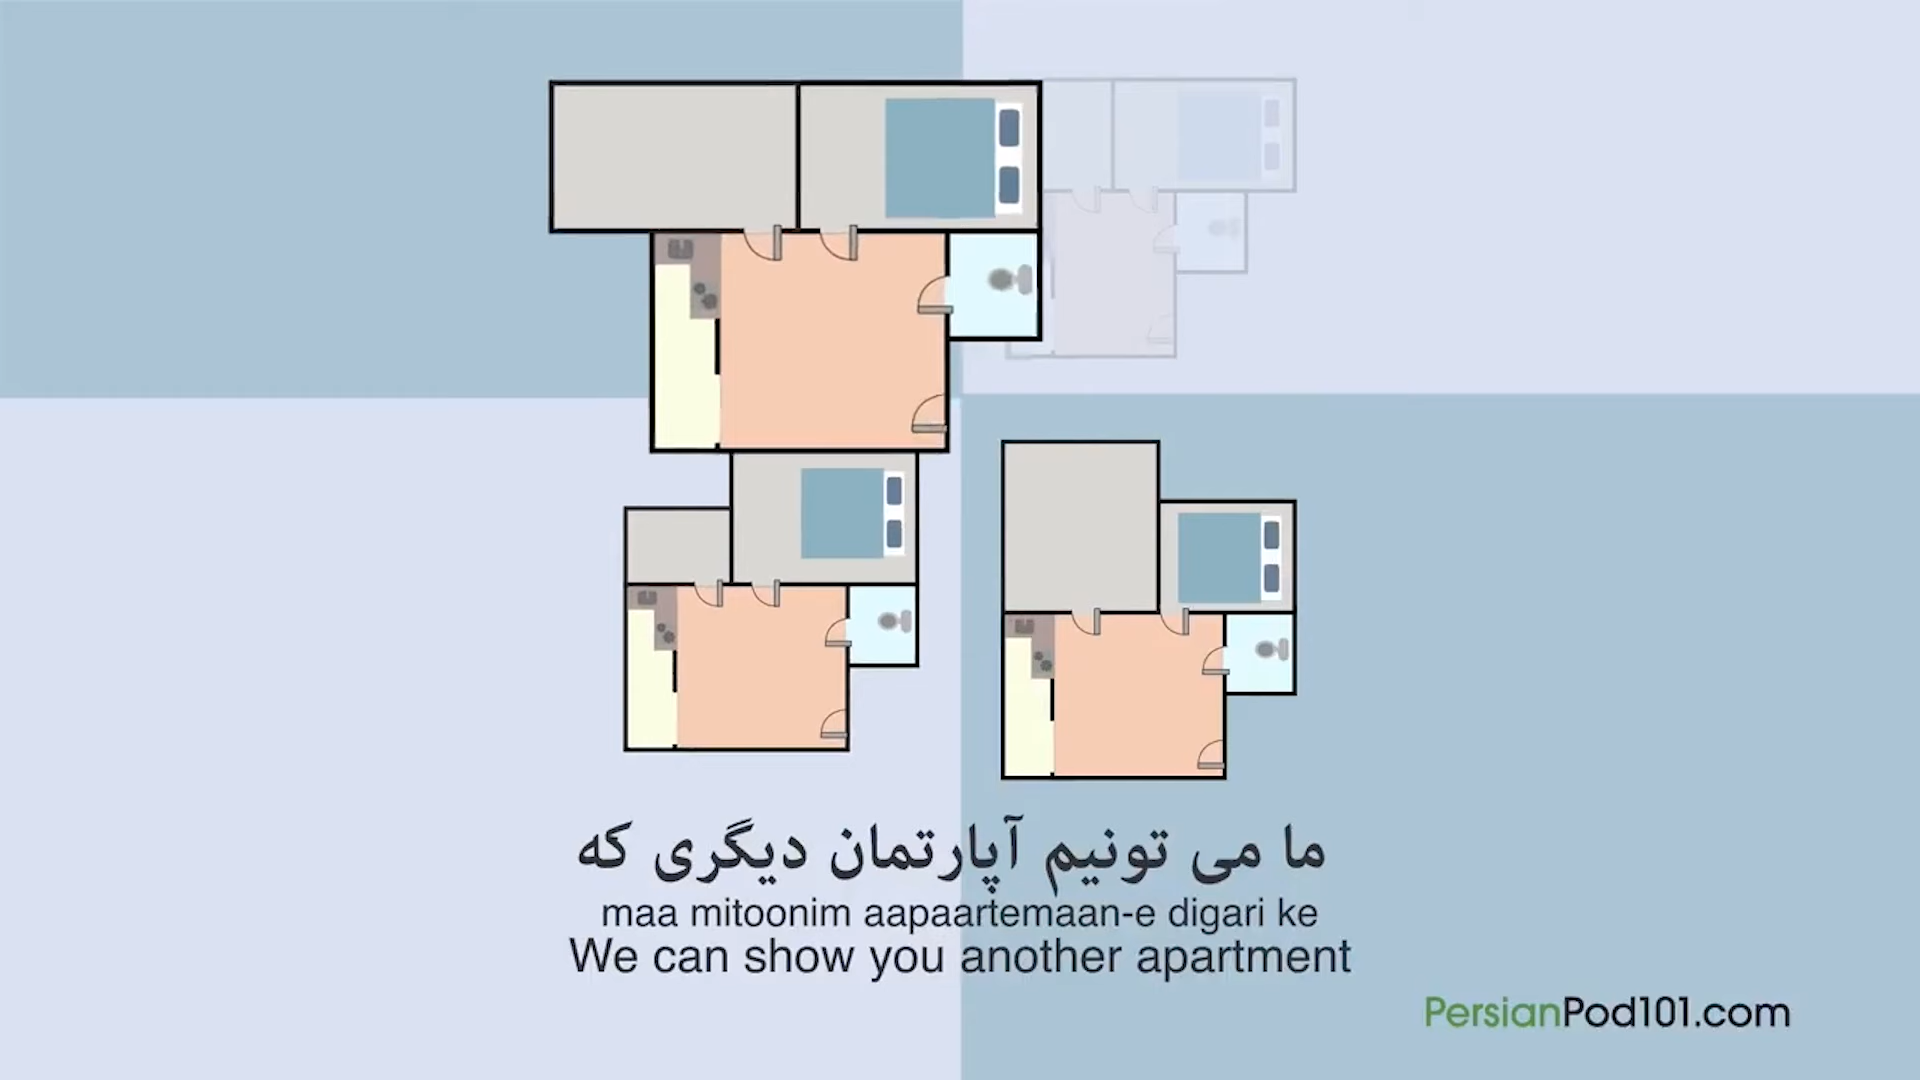 ما می تونیم آپارتمان دیگری که
maa mitoonim aapaartemaan-e digari ke
We can show you another apartment
PersianPod101.com